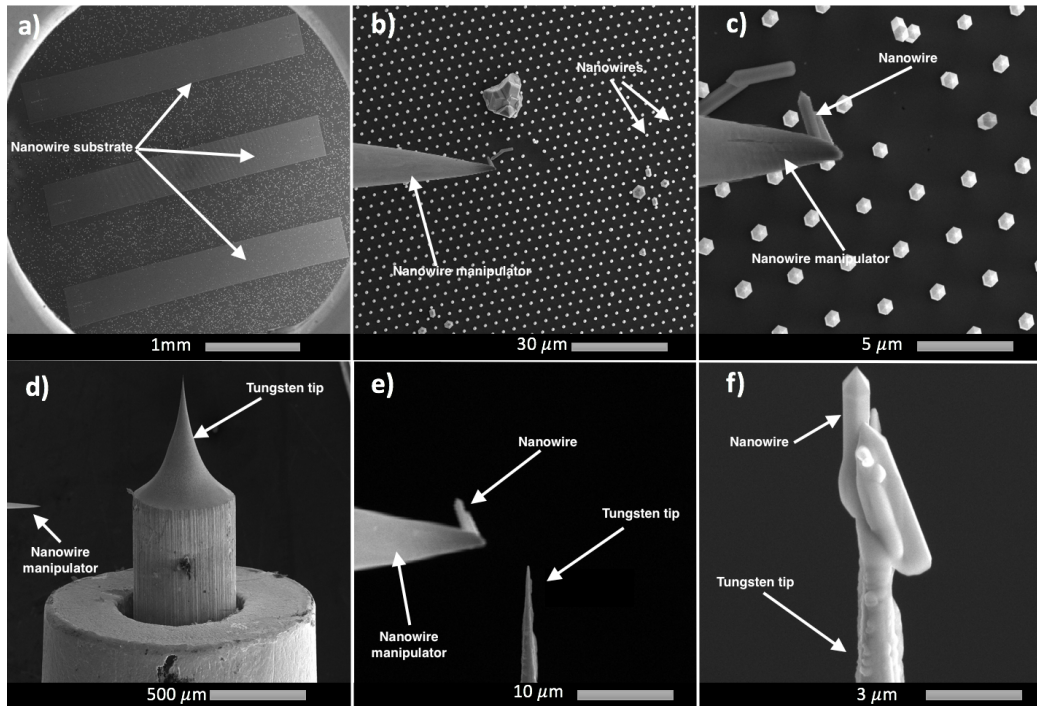 a)
Nanowire substrate
1mm
b)
Nanowires
Nanowire manipulator
30 μm
c)
Nanowire
Nanowire manipulator
5 μm
d)
Tungsten tip
Nanowire
manipulator
500 μm
e)
Nanowire
Tungsten tip
Nanowire
manipulator
10 μm
f)
Nanowire
Tungsten tip
3 μm